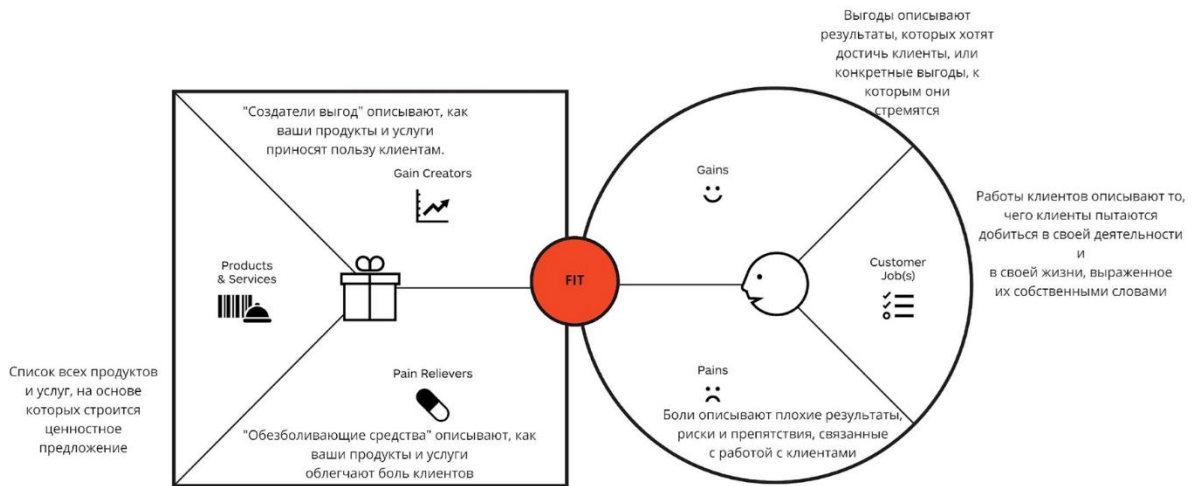 Выгоды описывают
результаты, которых хотят
достичь клиенты, или
конкретные выгоды, к
которым они
стремятся
"Создатели выгод" описывают, как
ваши продукты и услуги
приносят пользу клиентам.
Gain Creators
Products
& Services
Pain Relievers
"Обезболивающие средства" описывают, как
ваши продукты и услуги
облегчают боль клиентов
Список всех продуктов
и услуг, на основе
которых строится
ценностное
предложение
FIT
Gains
Customer
Job(s)
Pains
Боли описывают плохие результаты,
риски и препятствия, связанные
с работой с клиентами
Работы клиентов описывают то,
чего клиенты пытаются
добиться в своей деятельности
и
в своей жизни, выраженное
их собственными словами